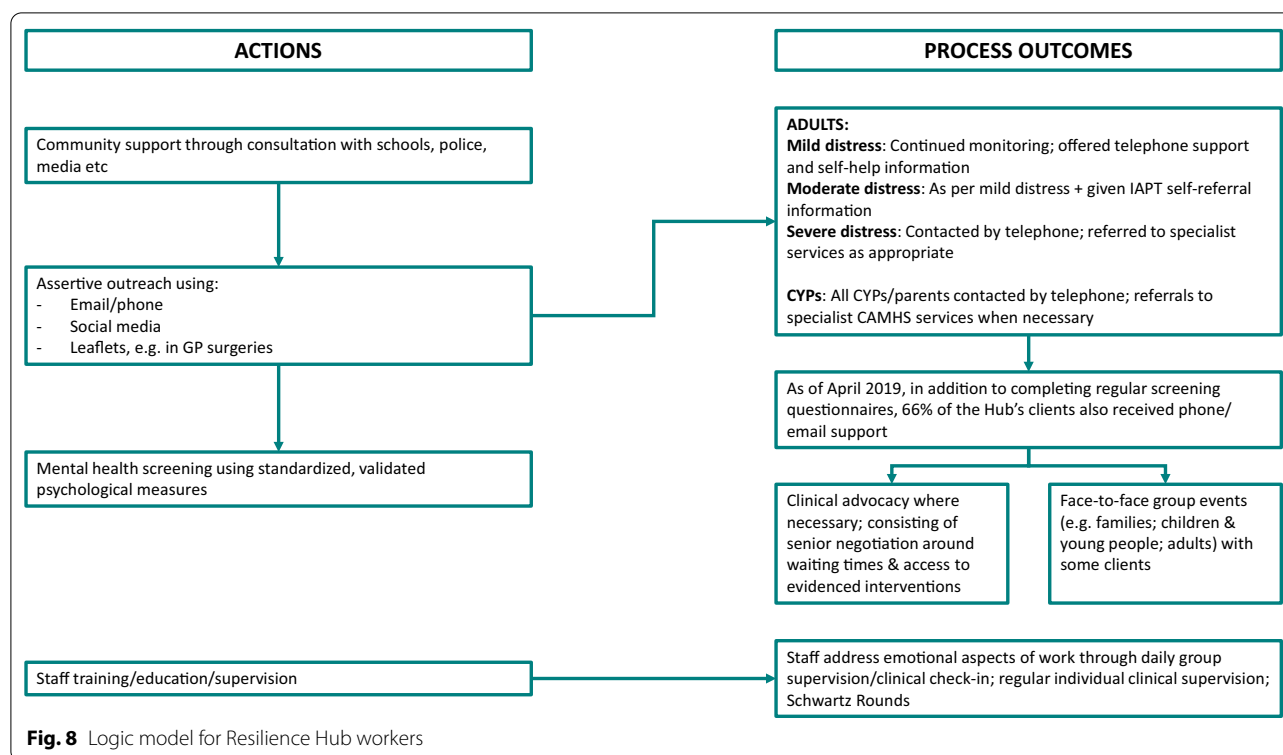 ACTIONS
Community support through consultation with schools, police,
media etc
Assertive outreach using:
- Email/phone
- Social media
- Leaflets, e.g. in GP surgeries
Mental health screening using standardized, validated
psychological measures
Staff training/education/supervision
PROCESS OUTCOMES
ADULTS:
Mild distress: Continued monitoring; offered telephone support
and self-help information
Moderate distress: As per mild distress + given IAPT self-referral
information
Severe distress: Contacted by telephone; referred to specialist
services as appropriate
CYPs: All CYPs/parents contacted by telephone; referrals to
specialist CAMHS services when necessary
As of April 2019, in addition to completing regular screening
questionnaires, 66% of the Hub's clients also received phone/
email support
Clinical advocacy where
necessary; consisting of
senior negotiation around
waiting times & access to
evidenced interventions
Face-to-face group events
(e.g. families; children &
young people; adults) with
some clients
Staff address emotional aspects of work through daily group
supervision/clinical check-in; regular individual clinical supervision;
Schwartz Rounds
Fig. 8 Logic model for Resilience Hub workers